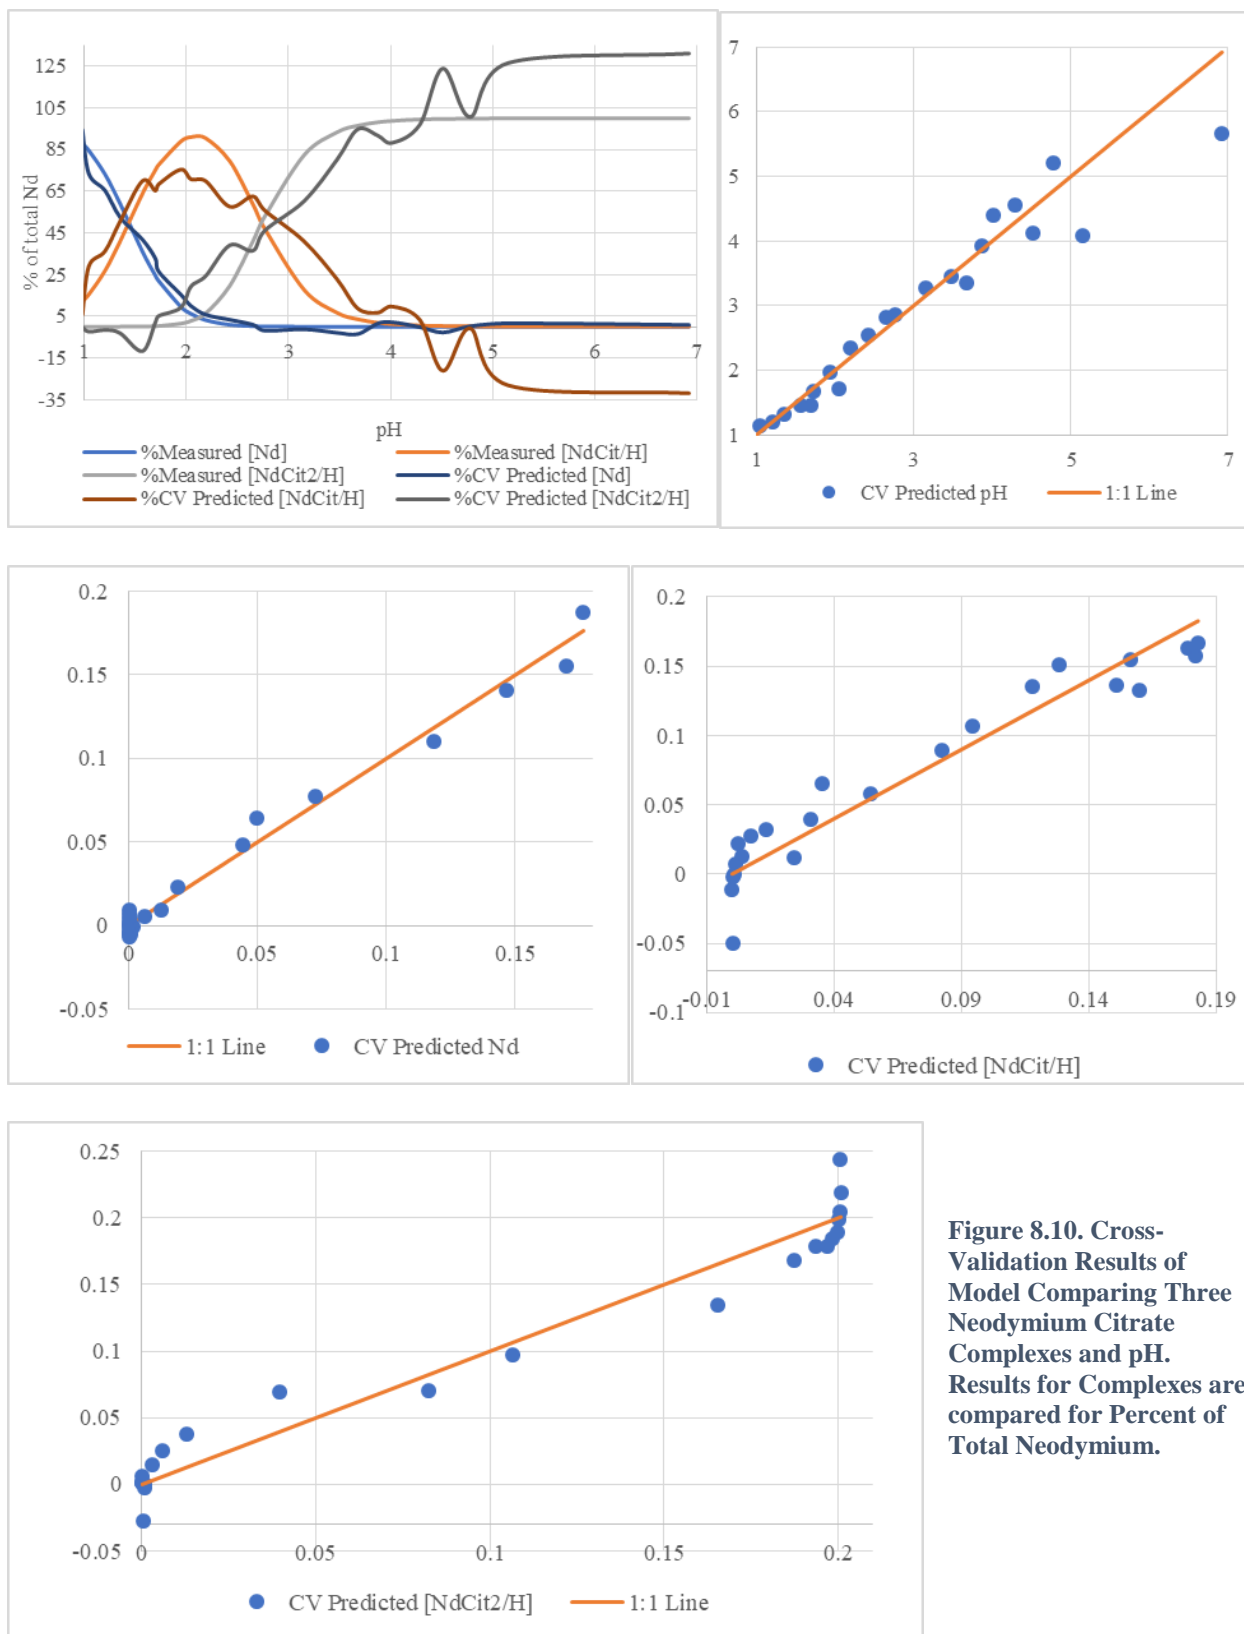 125
105
85
65
45
25
5
-15
-35
% of total Nd
1 2 3 4 5 6 7
pH
%Measured [Nd] %Measured [NdCit/H]
%Measured [NdCit2/H] %CV Predicted [Nd]
%CV Predicted [NdCit/H] %CV Predicted [NdCit2/H]
7
6
5
4
3
2
1
1 3 5 7
CV Predicted pH 1:1 Line
0.2
0.15
0.1
0.05
0
-0.05
0 0.05 0.1 0.15
1:1 Line CV Predicted Nd
0.2
0.15
0.1
0.05
0
-0.05
-0.1
-0.01 0.04 0.09 0.14 0.19
CV Predicted [NdCit/H]
0.25
0.2
0.15
0.1
0.05
0
-0.05
0 0.05 0.1 0.15 0.2
CV Predicted [NdCit2/H] 1:1 Line
Figure 8.10. Cross-
Validation Results of
Model Comparing Three
Neodymium Citrate
Complexes and pH.
Results for Complexes are
compared for Percent of
Total Neodymium.